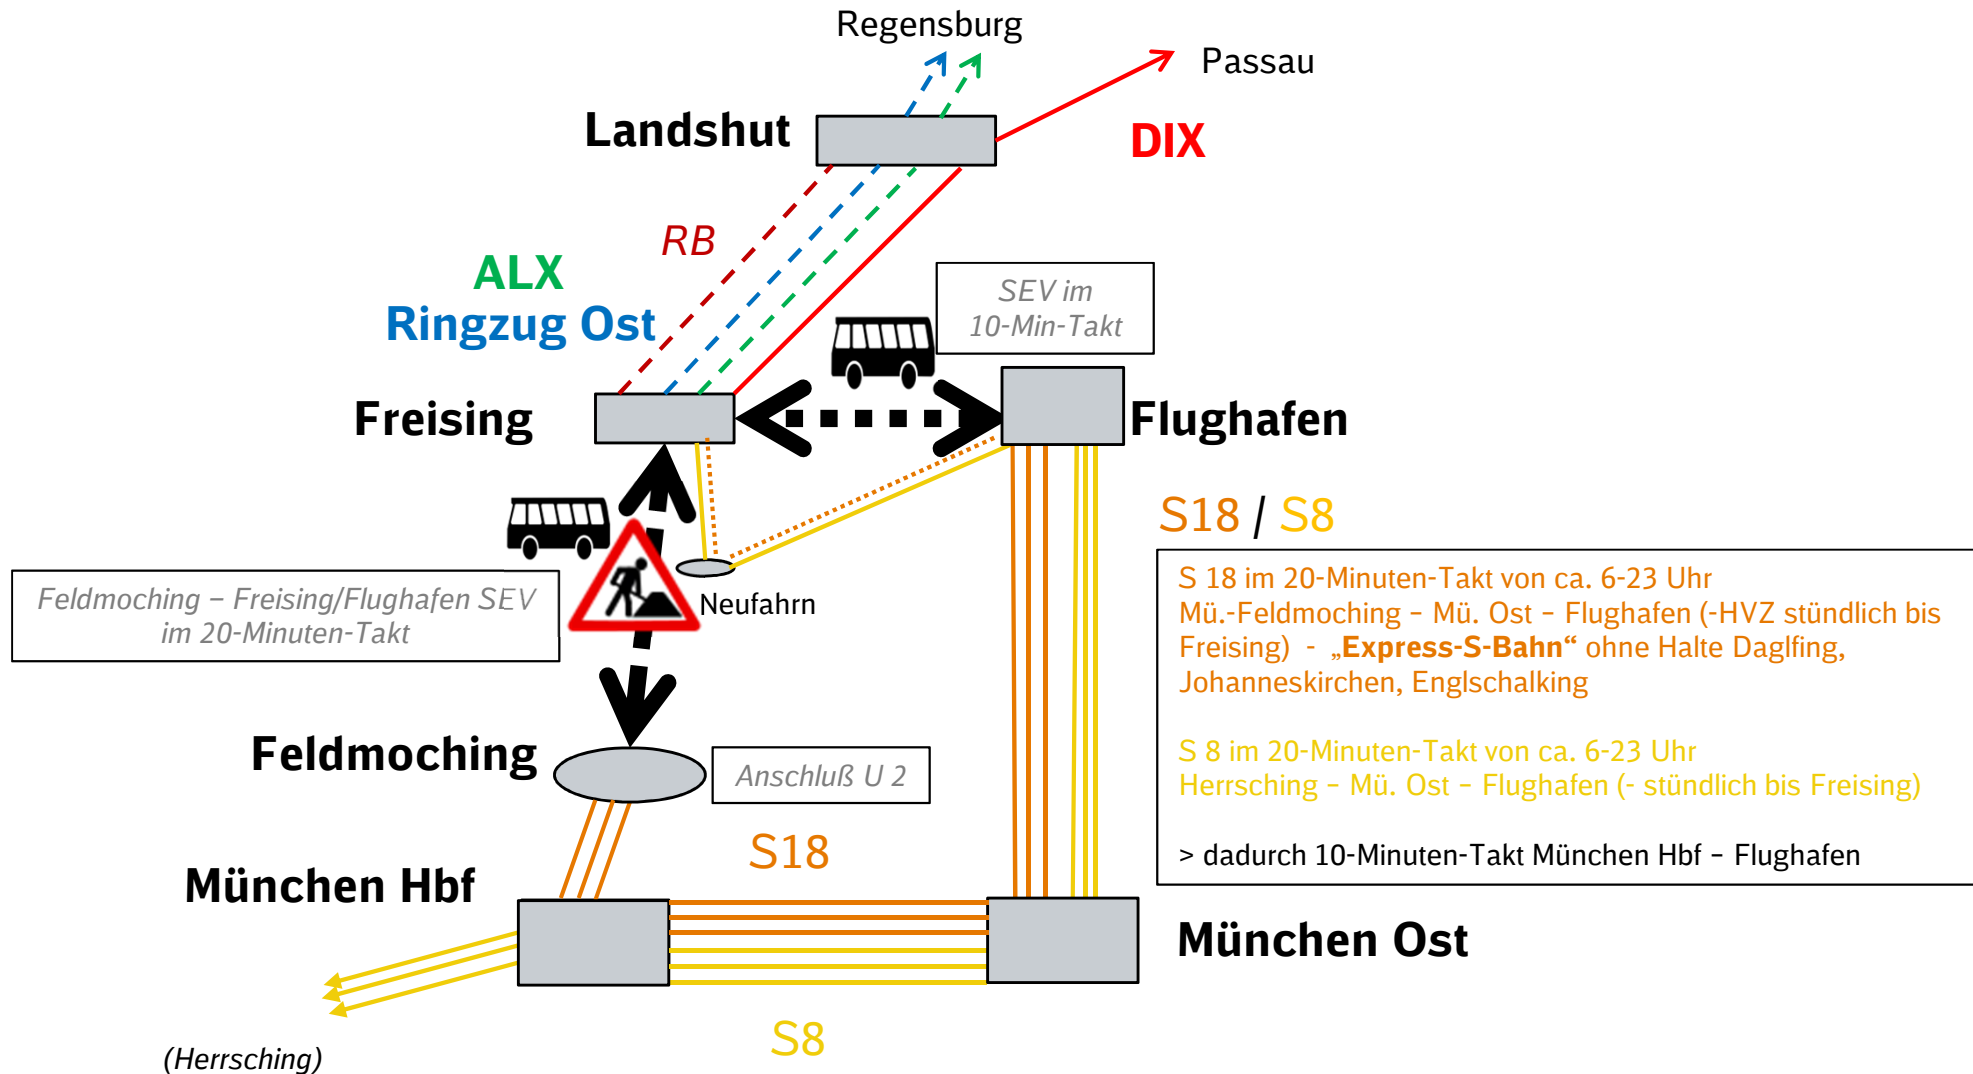 Regensburg
Passau
Landshut
DIX
RB
ALX
Ringzug Ost
SEV im
10-Min-Takt
Freising
Flughafen
S18 / S8
Feldmoching – Freising/Flughafen SEV
im 20-Minuten-Takt
Neufahrn
S 18 im 20-Minuten-Takt von ca. 6-23 Uhr
Mü.-Feldmoching – Mü. Ost – Flughafen (-HVZ stündlich bis
Freising) - „Express-S-Bahn“ ohne Halte Daglfing,
Johanneskirchen, Englschalking
S 8 im 20-Minuten-Takt von ca. 6-23 Uhr
Herrsching – Mü. Ost – Flughafen (- stündlich bis Freising)
> dadurch 10-Minuten-Takt München Hbf – Flughafen
Feldmoching
Anschluß U 2
S18
München Hbf
München Ost
S8
(Herrsching)